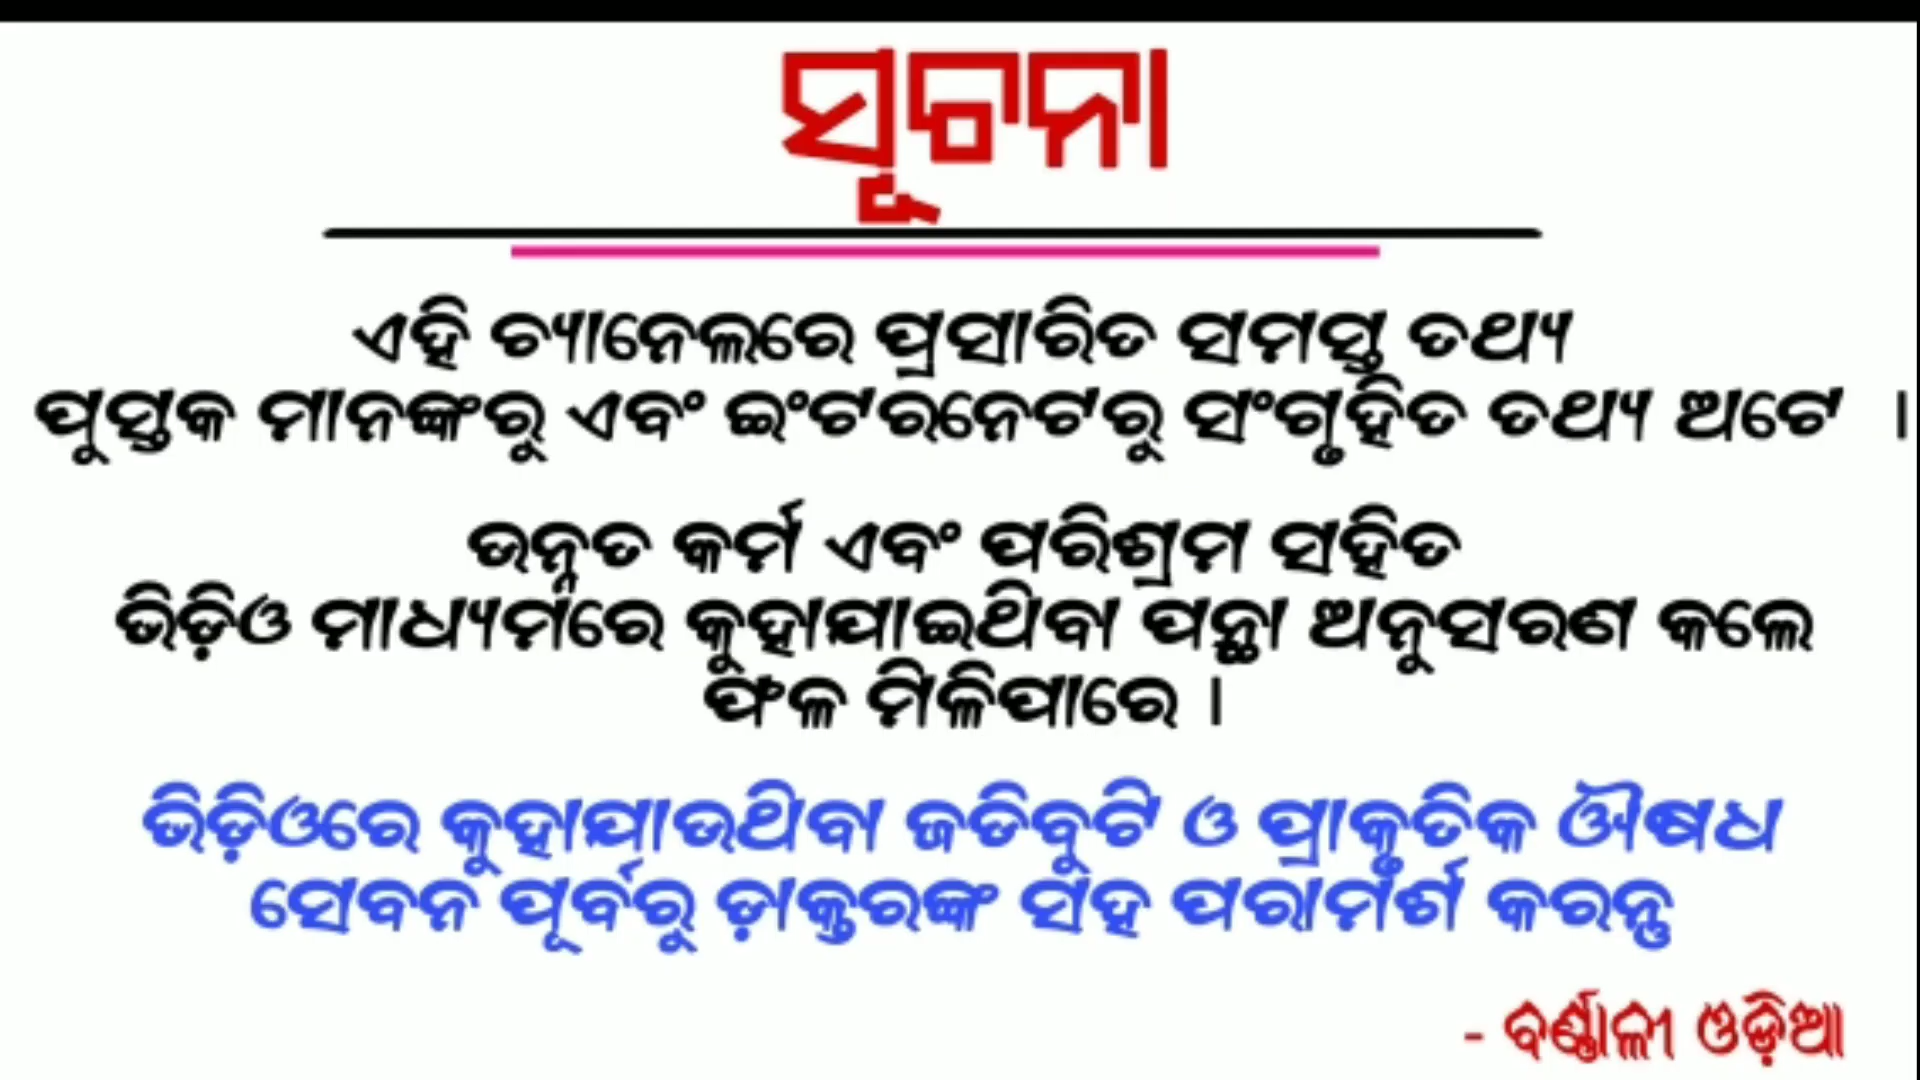 ସୂଚନା
ଏହି ଚ୍ୟାନେଲରେ ପ୍ରସାରିତ ସମସ୍ତ ତଥ୍ୟ
ପୁସ୍ତକ ମାନଙ୍କରୁ ଏବଂ ଇଂଟରନେଟରୁ ସଂଗୃହିତ ତଥ୍ୟ ଅଟେ ।
ଉନ୍ନତ କର୍ମ ଏବଂ ପରିଶ୍ରମ ସହିତ
ଭିଡ଼ିଓ ମାଧ୍ୟମରେ କୁହାଯାଇଥିବା ପନ୍ଥା ଅନୁସରଣ କଲେ
ଫଳ ମିଳିପାରେ ।
ଭିଡ଼ିଓରେ କୁହାଯାଉଥିବା ଜଡିବୁଟି ଓ ପ୍ରାକୃତିକ ଔଷଧ
ସେବନ ପୂର୍ବରୁ ଡ଼ାକ୍ତରଙ୍କ ସହ ପରାମର୍ଶ କରନ୍ତୁ
- ବର୍ଣ୍ଣାଳୀ ଓଡ଼ିଆ